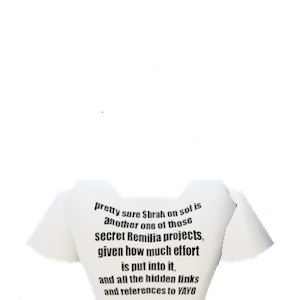 pretty sure $brah on sol is
another one of those
secret Remilia projects,
given how much effort
is put into it,
and all the hidden links
and references to YAYO